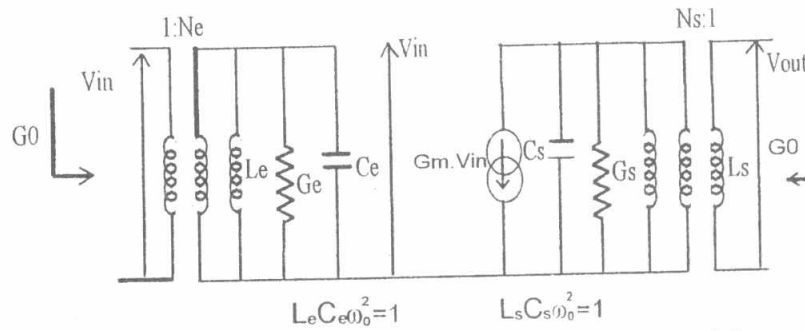 1:Ne
Ns:1
Vin
Vin
Vout
G0
Le
Ge
Ce
Gm.Vin
Cs
Gs
Ls
G0
LeCeω₀²=1
LsCsω₀²=1